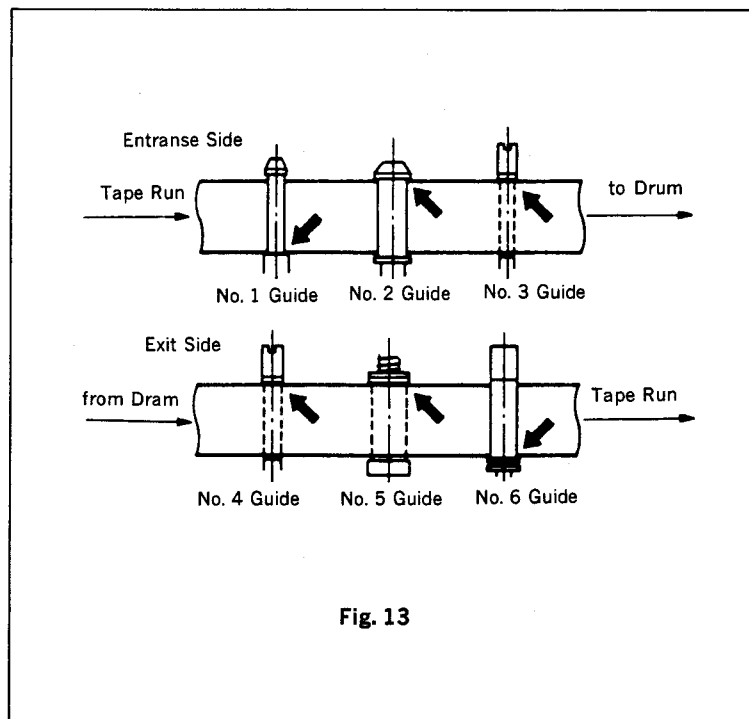 Entranse Side
Tape Run
to Drum
No. 1 Guide
No. 2 Guide
No. 3 Guide
Exit Side
from Dram
Tape Run
No. 4 Guide
No. 5 Guide
No. 6 Guide
Fig. 13